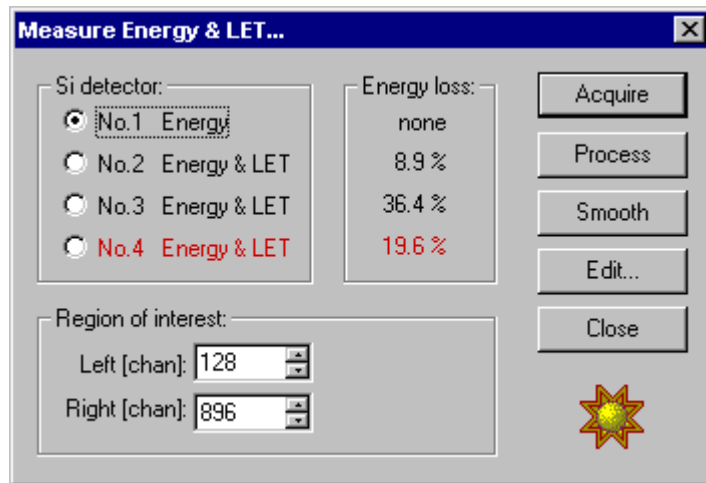 Measure Energy & LET...
Si detector:
No.1 Energy
No.2 Energy & LET
No.3 Energy & LET
No.4 Energy & LET
Energy loss:
none
8.9 %
36.4 %
19.6 %
Acquire
Process
Smooth
Edit...
Close
Region of interest:
Left [chan]: 128
Right [chan]: 896